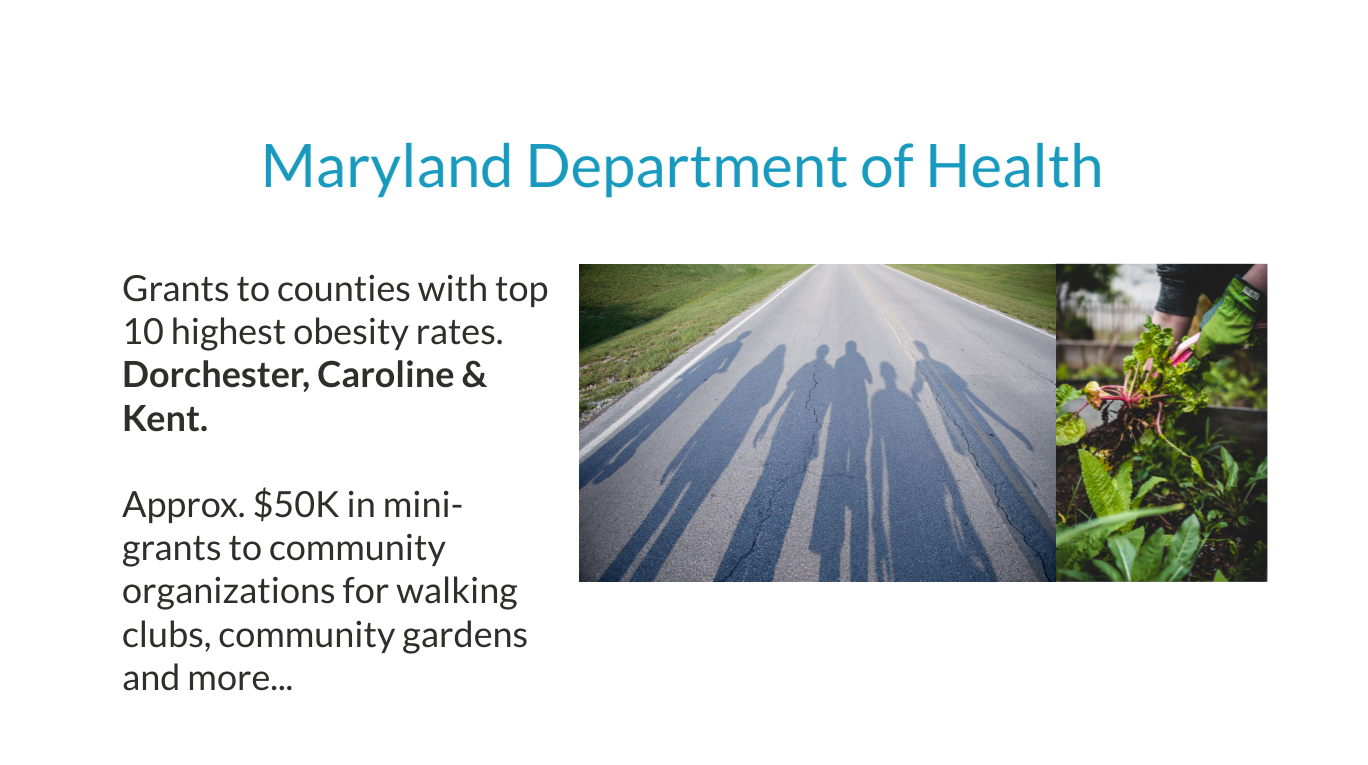 Maryland Department of Health
Grants to counties with top
10 highest obesity rates.
Dorchester, Caroline &
Kent.
Approx. $50K in mini-
grants to community
organizations for walking
clubs, community gardens
and more...